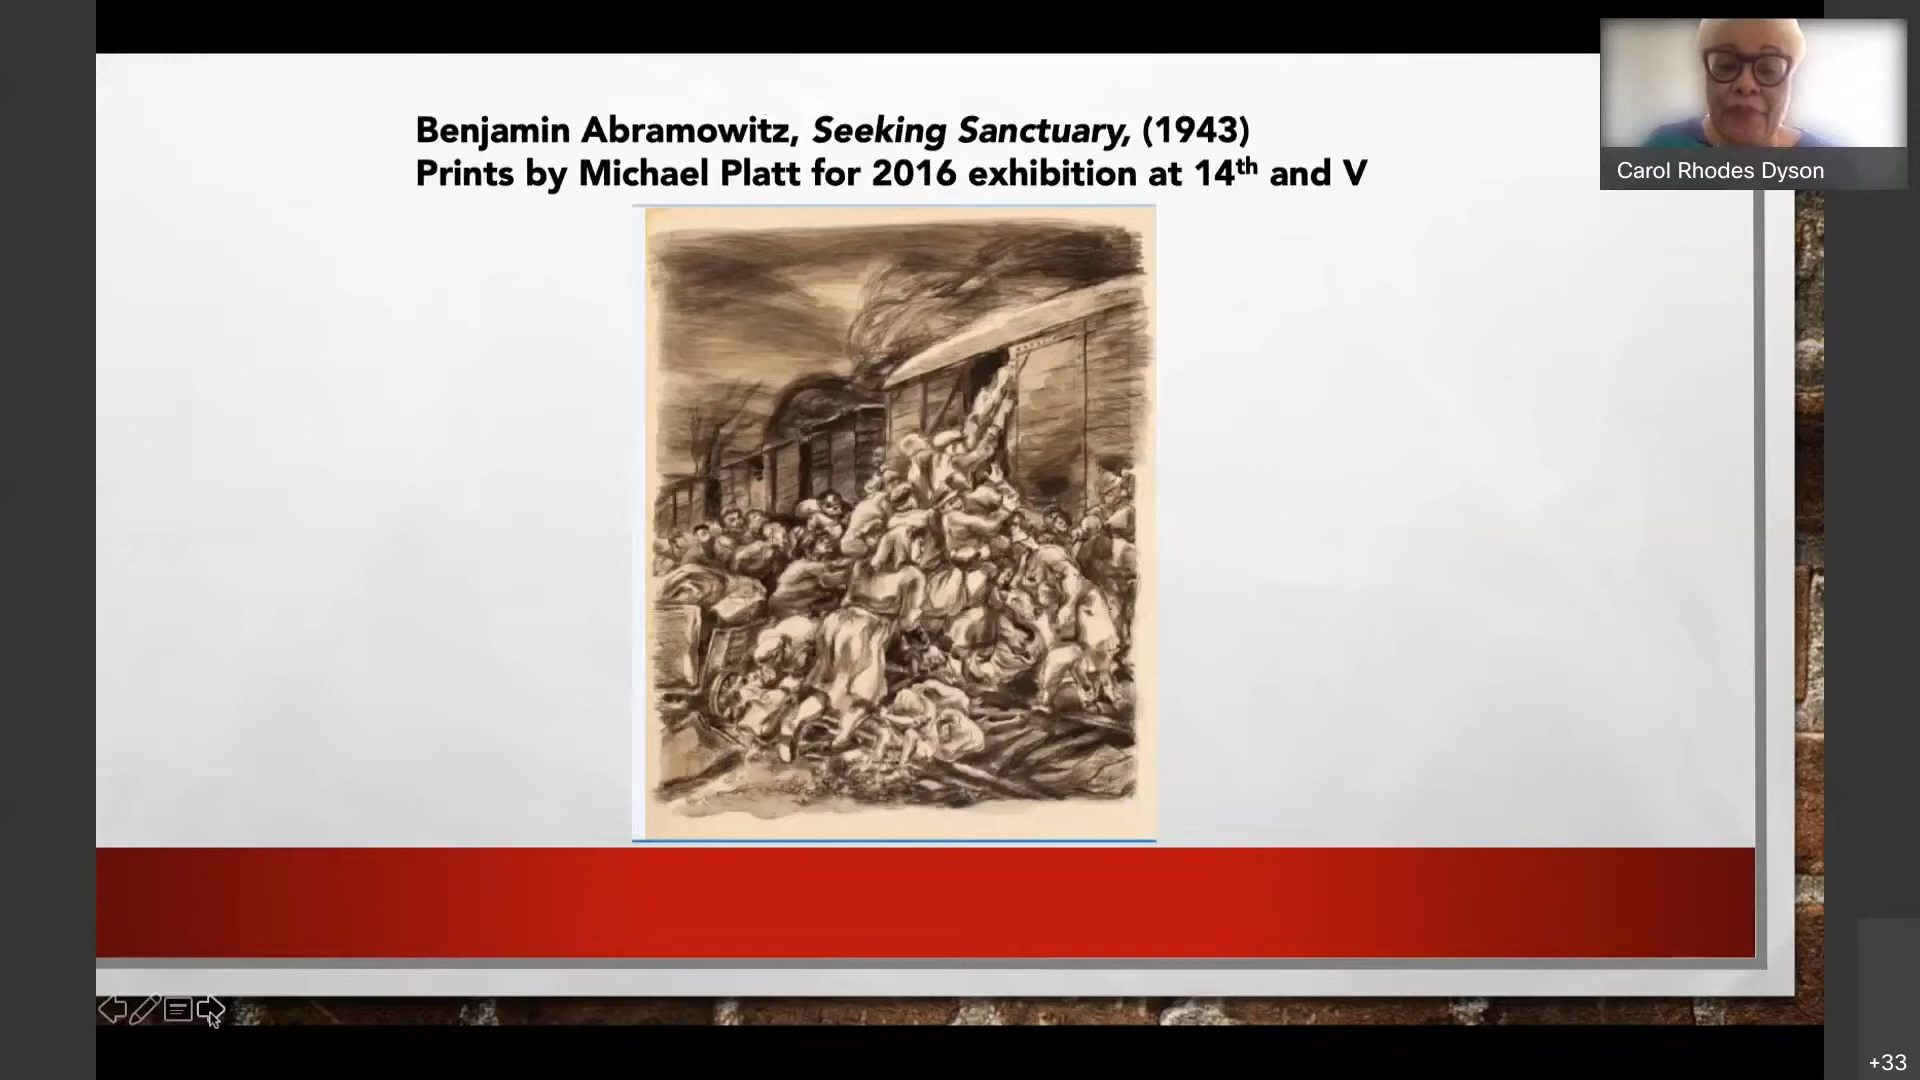 Benjamin Abramowitz, Seeking Sanctuary, (1943)
Prints by Michael Platt for 2016 exhibition at 14th and V
Carol Rhodes Dyson
+33